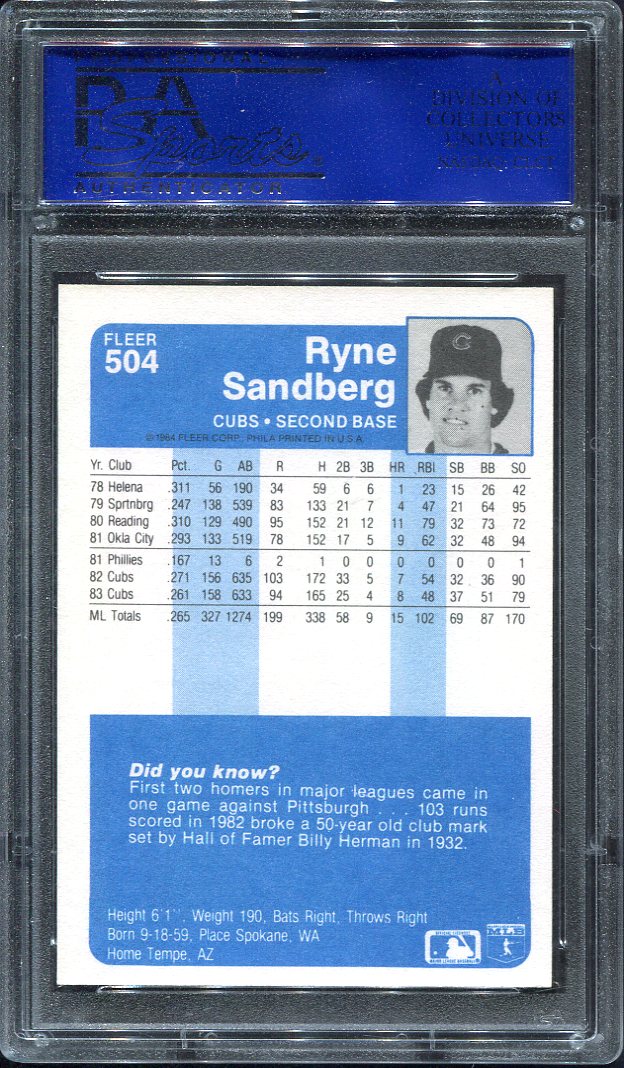 PROFESSIONAL
PSA
Sports
AUTHENTICATOR
A
DIVISION OF
COLLECTORS
UNIVERSE
NASDAQ: CLCT
FLEER
504
Ryne
Sandberg
CUBS • SECOND BASE
© 1984 FLEER CORP. PHILA PRINTED IN U.S.A.
Yr. Club Pct. G AB R H 2B 3B HR RBI SB BB SO
78 Helena .311 56 190 34 59 6 6 1 23 15 26 42
79 Sprtnbrg .247 138 539 83 133 21 7 4 47 21 64 95
80 Reading .310 129 490 95 152 21 12 11 79 32 73 72
81 Okla City .293 133 519 78 152 17 5 9 62 32 48 94
81 Phillies .167 13 6 2 1 0 0 0 0 0 0 1
82 Cubs .271 156 635 103 172 33 5 7 54 32 36 90
83 Cubs .261 158 633 94 165 25 4 8 48 37 51 79
ML Totals .265 327 1274 199 338 58 9 15 102 69 87 170
Did you know?
First two homers in major leagues came in
one game against Pittsburgh . . . 103 runs
scored in 1982 broke a 50-year old club mark
set by Hall of Famer Billy Herman in 1932.
Height 6'1'', Weight 190, Bats Right, Throws Right
Born 9-18-59, Place Spokane, WA
Home Tempe, AZ
MAJOR LEAGUE BASEBALL